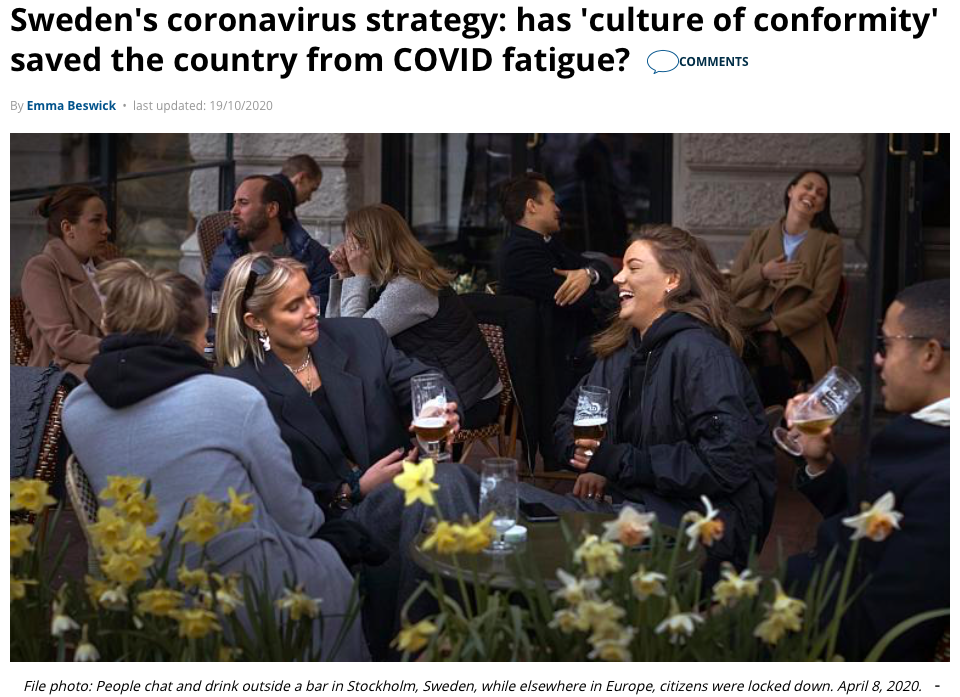 Sweden's coronavirus strategy: has 'culture of conformity'
saved the country from COVID fatigue? COMMENTS
By Emma Beswick • last updated: 19/10/2020
File photo: People chat and drink outside a bar in Stockholm, Sweden, while elsewhere in Europe, citizens were locked down. April 8, 2020. -